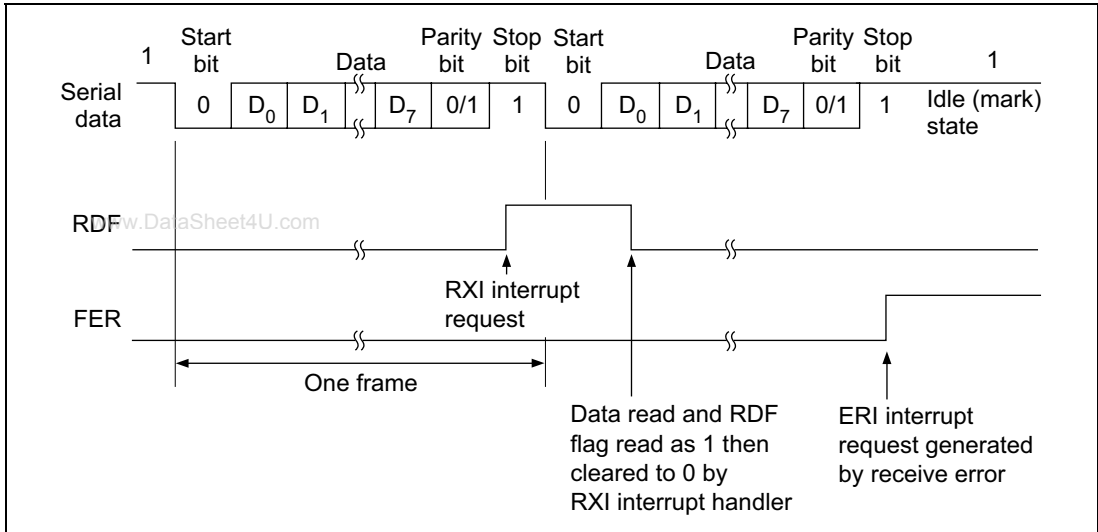 1
Start
bit
Data
Parity
bit
Stop
bit
Start
bit
Data
Parity
bit
Stop
bit
1
Serial
data
0
D0
D1
D7
0/1
1
0
D0
D1
D7
0/1
1
Idle (mark)
state
www.DataSheet4U.com
RDF
RXI interrupt
request
FER
One frame
Data read and RDF
flag read as 1 then
cleared to 0 by
RXI interrupt handler
ERI interrupt
request generated
by receive error